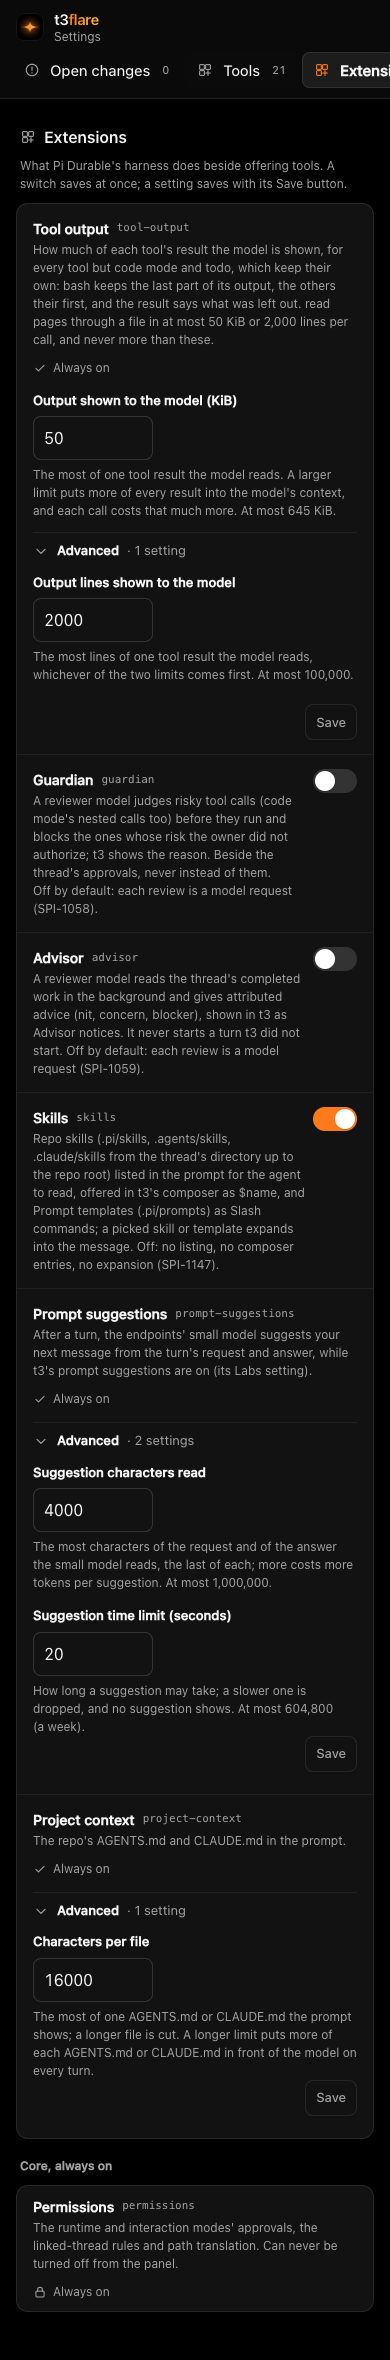 t3flare
Settings
Open changes 0
Tools 21
Extensi
Extensions
What Pi Durable's harness does beside offering tools. A
switch saves at once; a setting saves with its Save button.
Tool output tool-output
How much of each tool's result the model is shown, for
every tool but code mode and todo, which keep their
own: bash keeps the last part of its output, the others
their first, and the result says what was left out. read
pages through a file in at most 50 KiB or 2,000 lines per
call, and never more than these.
Always on
Output shown to the model (KiB)
50
The most of one tool result the model reads. A larger
limit puts more of every result into the model's context,
and each call costs that much more. At most 645 KiB.
Advanced · 1 setting
Output lines shown to the model
2000
The most lines of one tool result the model reads,
whichever of the two limits comes first. At most 100,000.
Save
Guardian guardian
A reviewer model judges risky tool calls (code
mode's nested calls too) before they run and
blocks the ones whose risk the owner did not
authorize; t3 shows the reason. Beside the
thread's approvals, never instead of them.
Off by default: each review is a model request
(SPI-1058).
Advisor advisor
A reviewer model reads the thread's completed
work in the background and gives attributed
advice (nit, concern, blocker), shown in t3 as
Advisor notices. It never starts a turn t3 did not
start. Off by default: each review is a model
request (SPI-1059).
Skills skills
Repo skills (.pi/skills, .agents/skills,
.claude/skills from the thread's directory up to
the repo root) listed in the prompt for the agent
to read, offered in t3's composer as $name, and
Prompt templates (.pi/prompts) as Slash
commands; a picked skill or template expands
into the message. Off: no listing, no composer
entries, no expansion (SPI-1147).
Prompt suggestions prompt-suggestions
After a turn, the endpoints' small model suggests your
next message from the turn's request and answer, while
t3's prompt suggestions are on (its Labs setting).
Always on
Advanced · 2 settings
Suggestion characters read
4000
The most characters of the request and of the answer
the small model reads, the last of each; more costs more
tokens per suggestion. At most 1,000,000.
Suggestion time limit (seconds)
20
How long a suggestion may take; a slower one is
dropped, and no suggestion shows. At most 604,800
(a week).
Save
Project context project-context
The repo's AGENTS.md and CLAUDE.md in the prompt.
Always on
Advanced · 1 setting
Characters per file
16000
The most of one AGENTS.md or CLAUDE.md the prompt
shows; a longer file is cut. A longer limit puts more of
each AGENTS.md or CLAUDE.md in front of the model on
every turn.
Save
Core, always on
Permissions permissions
The runtime and interaction modes' approvals, the
linked-thread rules and path translation. Can never be
turned off from the panel.
Always on